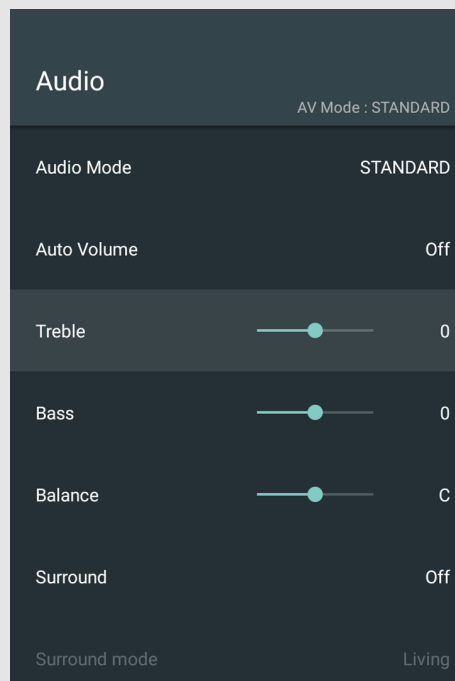 Audio
AV Mode : STANDARD
Audio Mode STANDARD
Auto Volume Off
Treble 0
Bass 0
Balance C
Surround Off
Surround mode Living